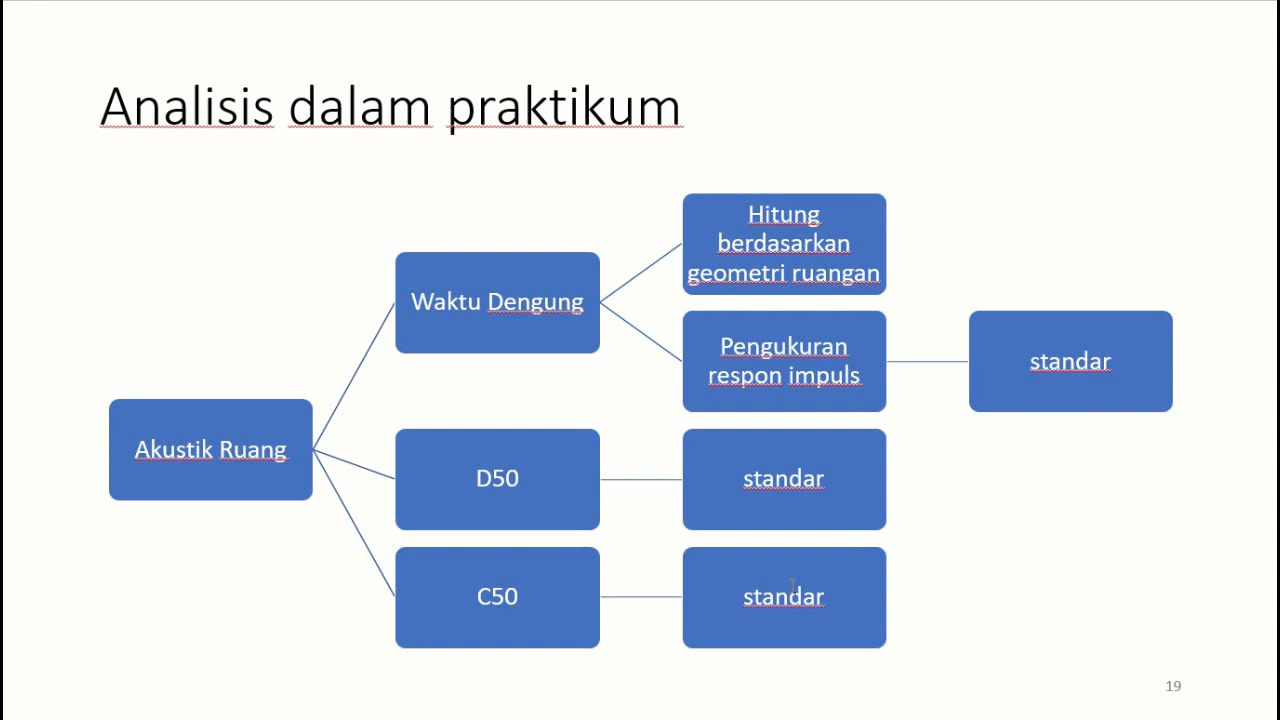 Analisis dalam praktikum
Hitung
berdasarkan
geometri ruangan
Waktu Dengung
Pengukuran
respon impuls
standar
Akustik Ruang
D50
standar
C50
standar
19